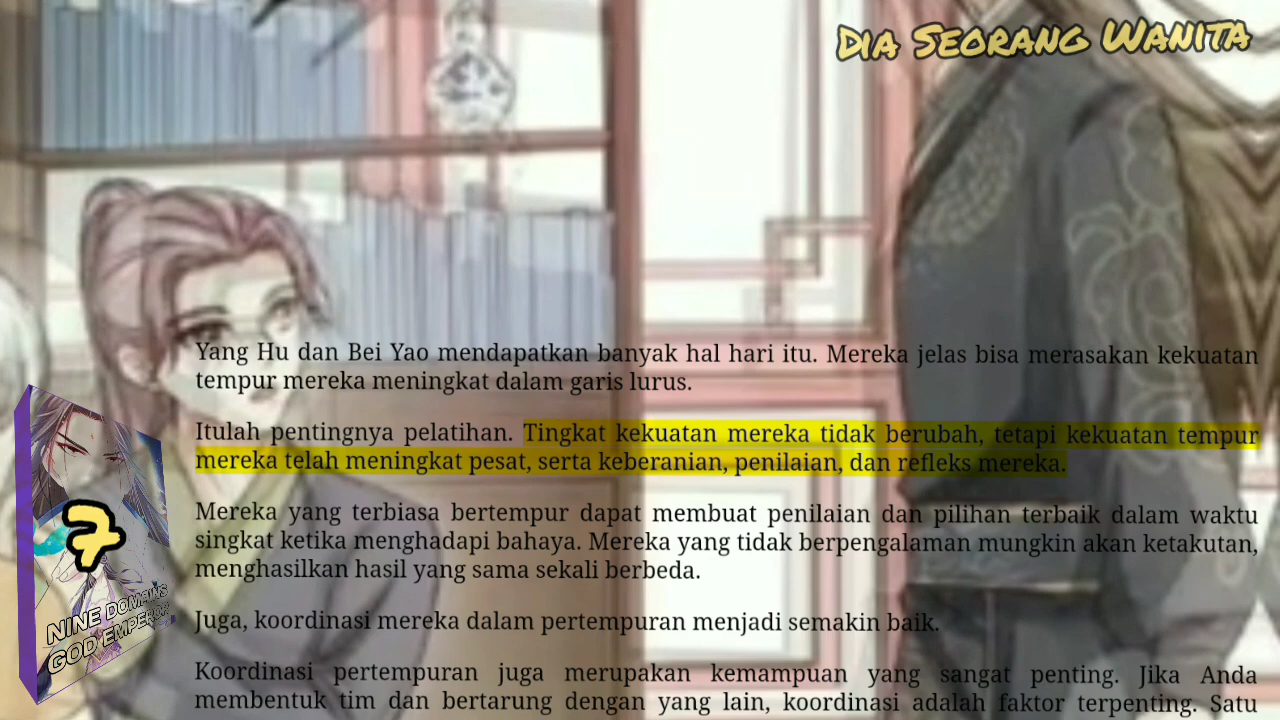 Dia Seorang Wanita
Yang Hu dan Bei Yao mendapatkan banyak hal hari itu. Mereka jelas bisa merasakan kekuatan
tempur mereka meningkat dalam garis lurus.
Itulah pentingnya pelatihan. Tingkat kekuatan mereka tidak berubah, tetapi kekuatan tempur
mereka telah meningkat pesat, serta keberanian, penilaian, dan refleks mereka.
Mereka yang terbiasa bertempur dapat membuat penilaian dan pilihan terbaik dalam waktu
singkat ketika menghadapi bahaya. Mereka yang tidak berpengalaman mungkin akan ketakutan,
menghasilkan hasil yang sama sekali berbeda.
Juga, koordinasi mereka dalam pertempuran menjadi semakin baik.
Koordinasi pertempuran juga merupakan kemampuan yang sangat penting. Jika Anda
membentuk tim dan bertarung dengan yang lain, koordinasi adalah faktor terpenting. Satu
7
NINE DOMAINS
GOD EMPEROR